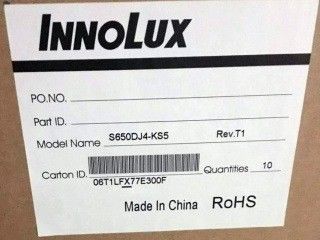 INNOLUX
PO.NO.
Part ID.
Model Name S650DJ4-KS5 Rev.T1
Carton ID. Quantities 10
06T1LFX77E300F
Made In China RoHS